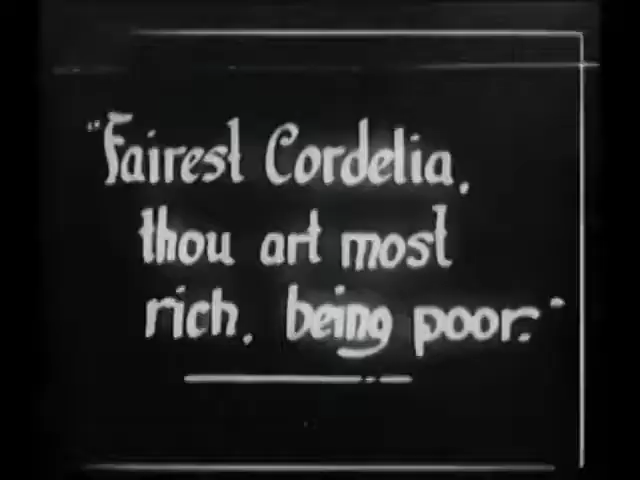 "Fairest Cordelia,
thou art most
rich, being poor."